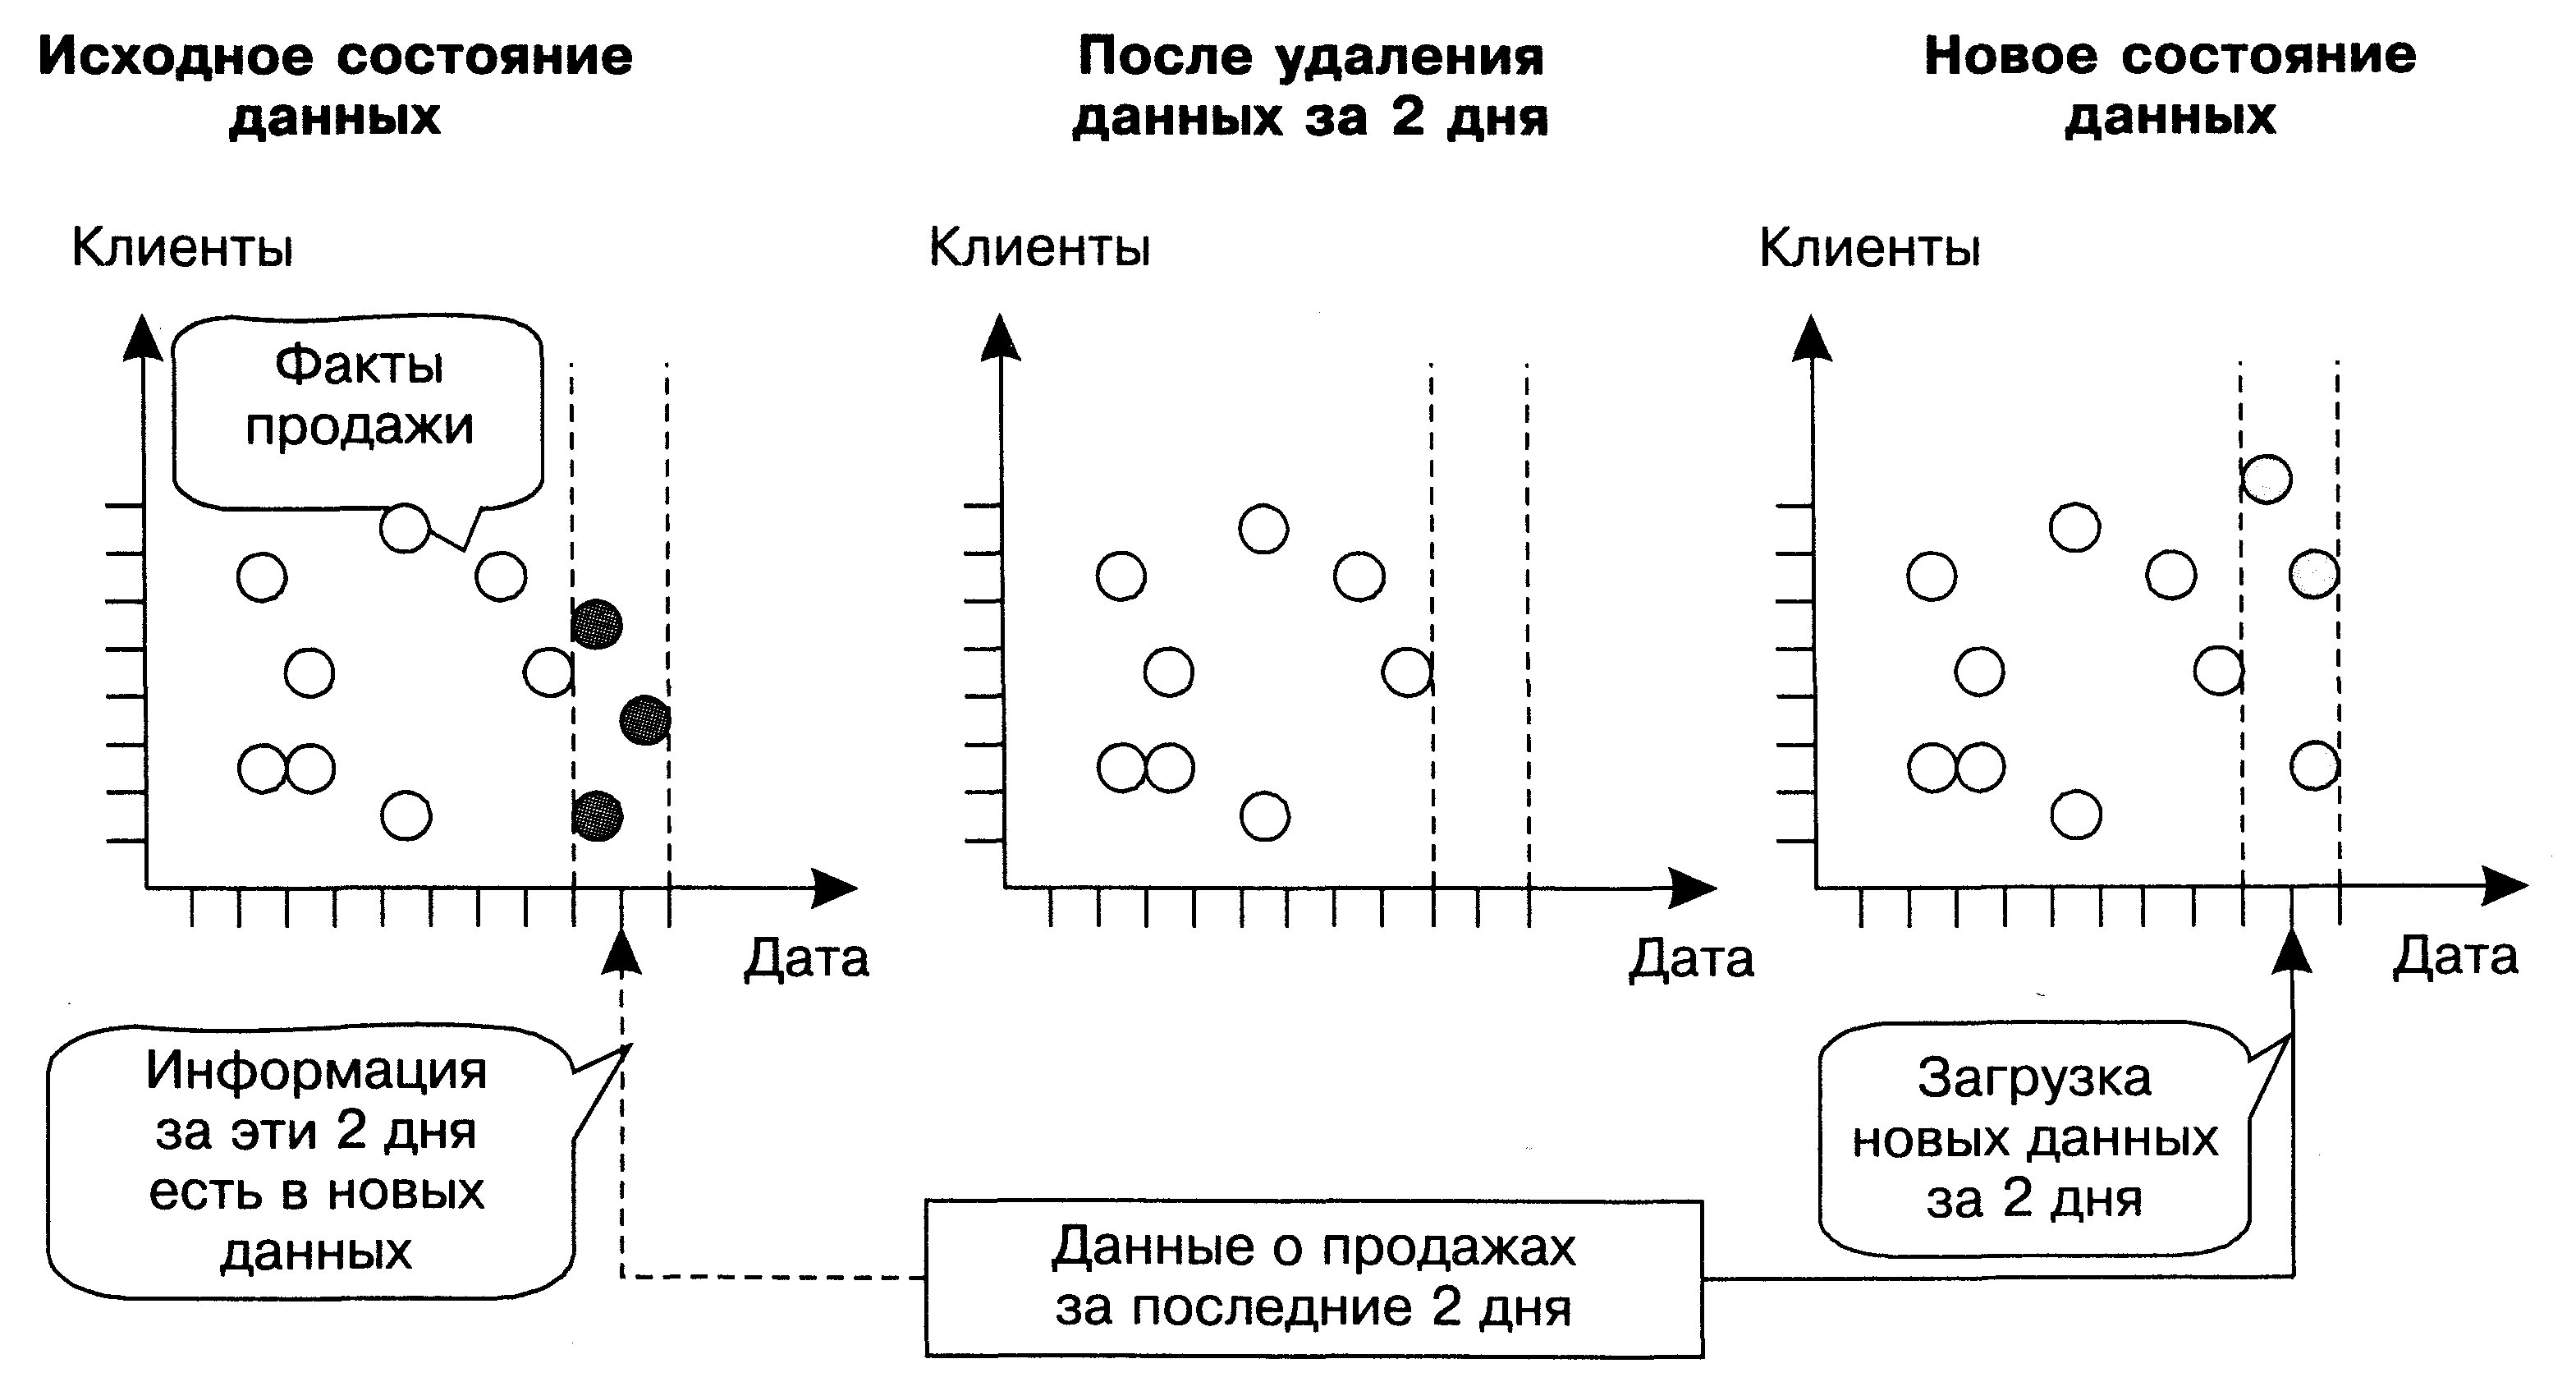 Исходное состояние
данных
После удаления
данных за 2 дня
Новое состояние
данных
Клиенты
Клиенты
Клиенты
Факты
продажи
Дата
Дата
Дата
Информация
за эти 2 дня
есть в новых
данных
Загрузка
новых данных
за 2 дня
Данные о продажах
за последние 2 дня